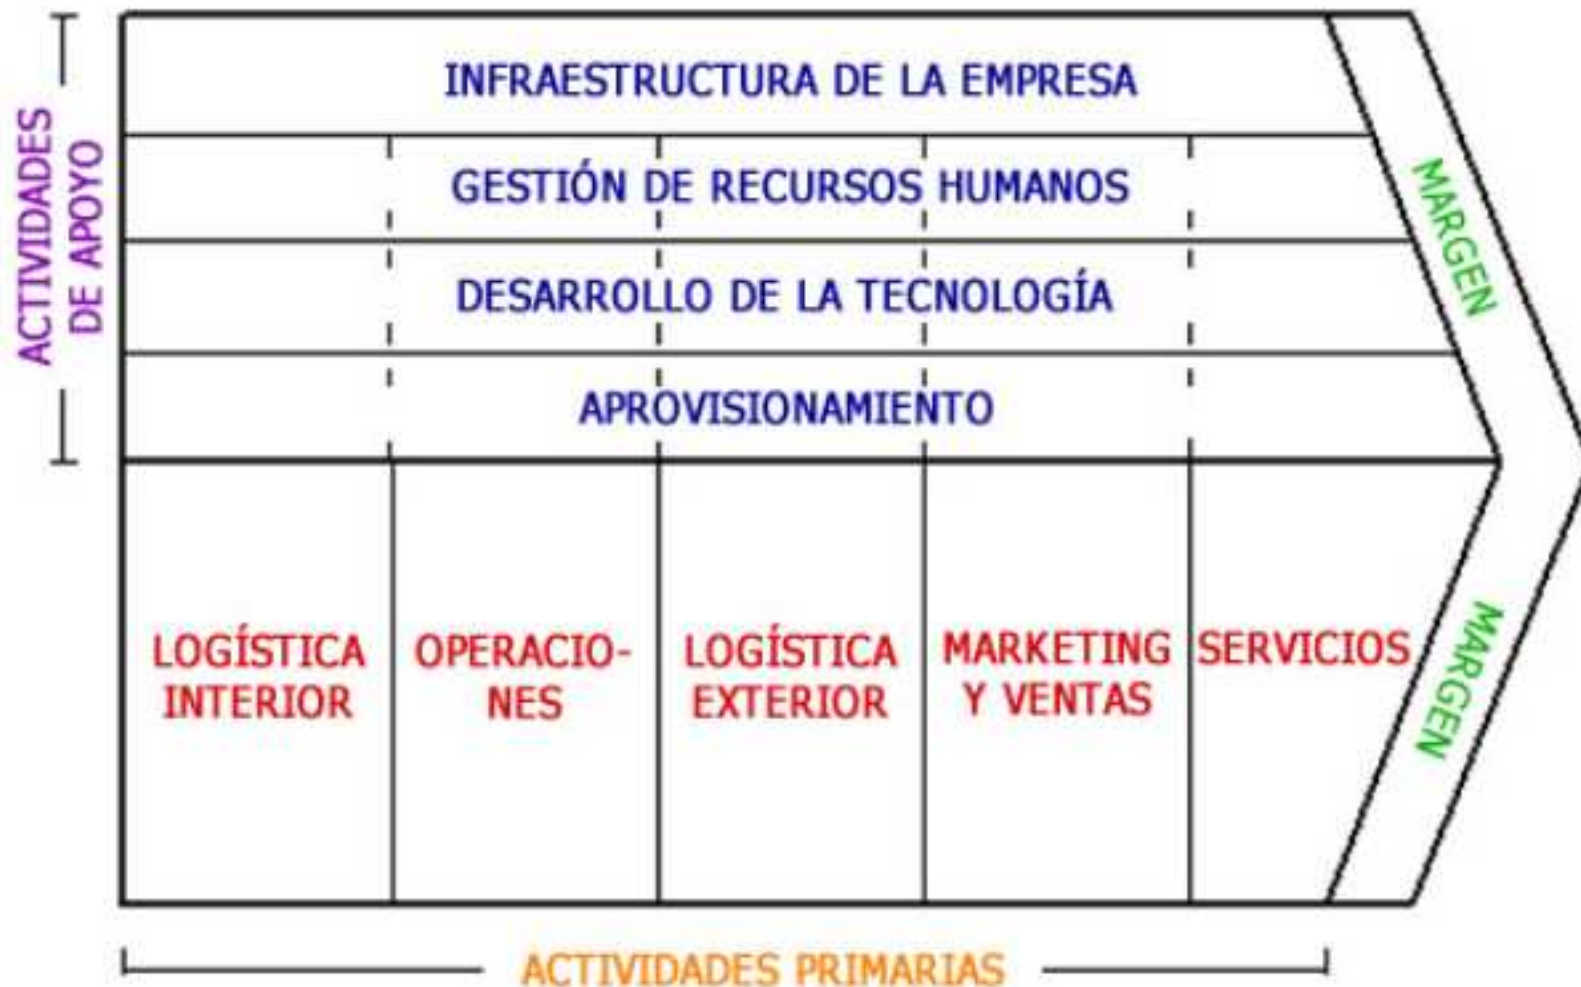 ACTIVIDADES
DE APOYO
INFRAESTRUCTURA DE LA EMPRESA
GESTIÓN DE RECURSOS HUMANOS
DESARROLLO DE LA TECNOLOGÍA
APROVISIONAMIENTO
MARGEN
LOGÍSTICA
INTERIOR
OPERACIO-
NES
LOGÍSTICA
EXTERIOR
MARKETING
Y VENTAS
SERVICIOS
MARGEN
ACTIVIDADES PRIMARIAS